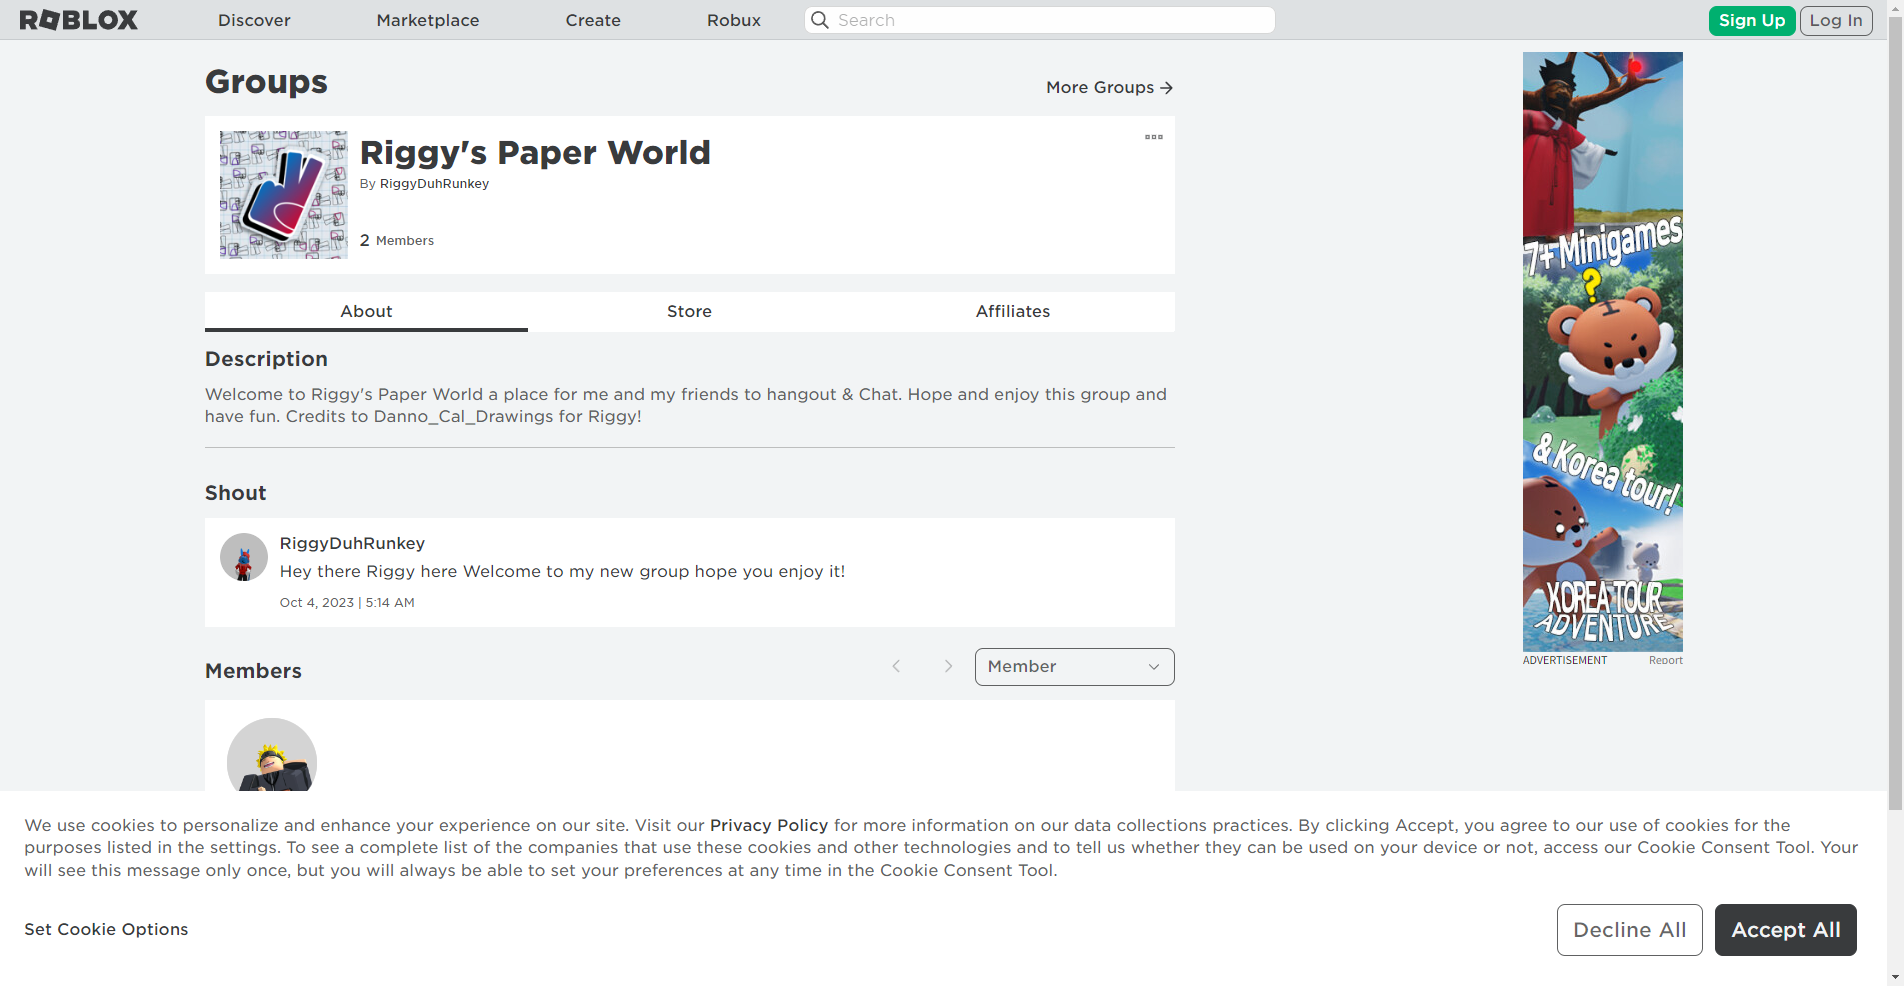 ROBLOX
Discover
Marketplace
Create
Robux
Search
Sign Up
Log In
Groups
More Groups
Riggy's Paper World
By RiggyDuhRunkey
2 Members
About
Store
Affiliates
Description
Welcome to Riggy's Paper World a place for me and my friends to hangout & Chat. Hope and enjoy this group and
have fun. Credits to Danno_Cal_Drawings for Riggy!
Shout
RiggyDuhRunkey
Hey there Riggy here Welcome to my new group hope you enjoy it!
Oct 4, 2023 | 5:14 AM
Members
Member
7+ Minigames
?
& Korea tour!
KOREA TOUR
ADVENTURE
ADVERTISEMENT
Report
We use cookies to personalize and enhance your experience on our site. Visit our Privacy Policy for more information on our data collections practices. By clicking Accept, you agree to our use of cookies for the
purposes listed in the settings. To see a complete list of the companies that use these cookies and other technologies and to tell us whether they can be used on your device or not, access our Cookie Consent Tool. Your
will see this message only once, but you will always be able to set your preferences at any time in the Cookie Consent Tool.
Set Cookie Options
Decline All
Accept All